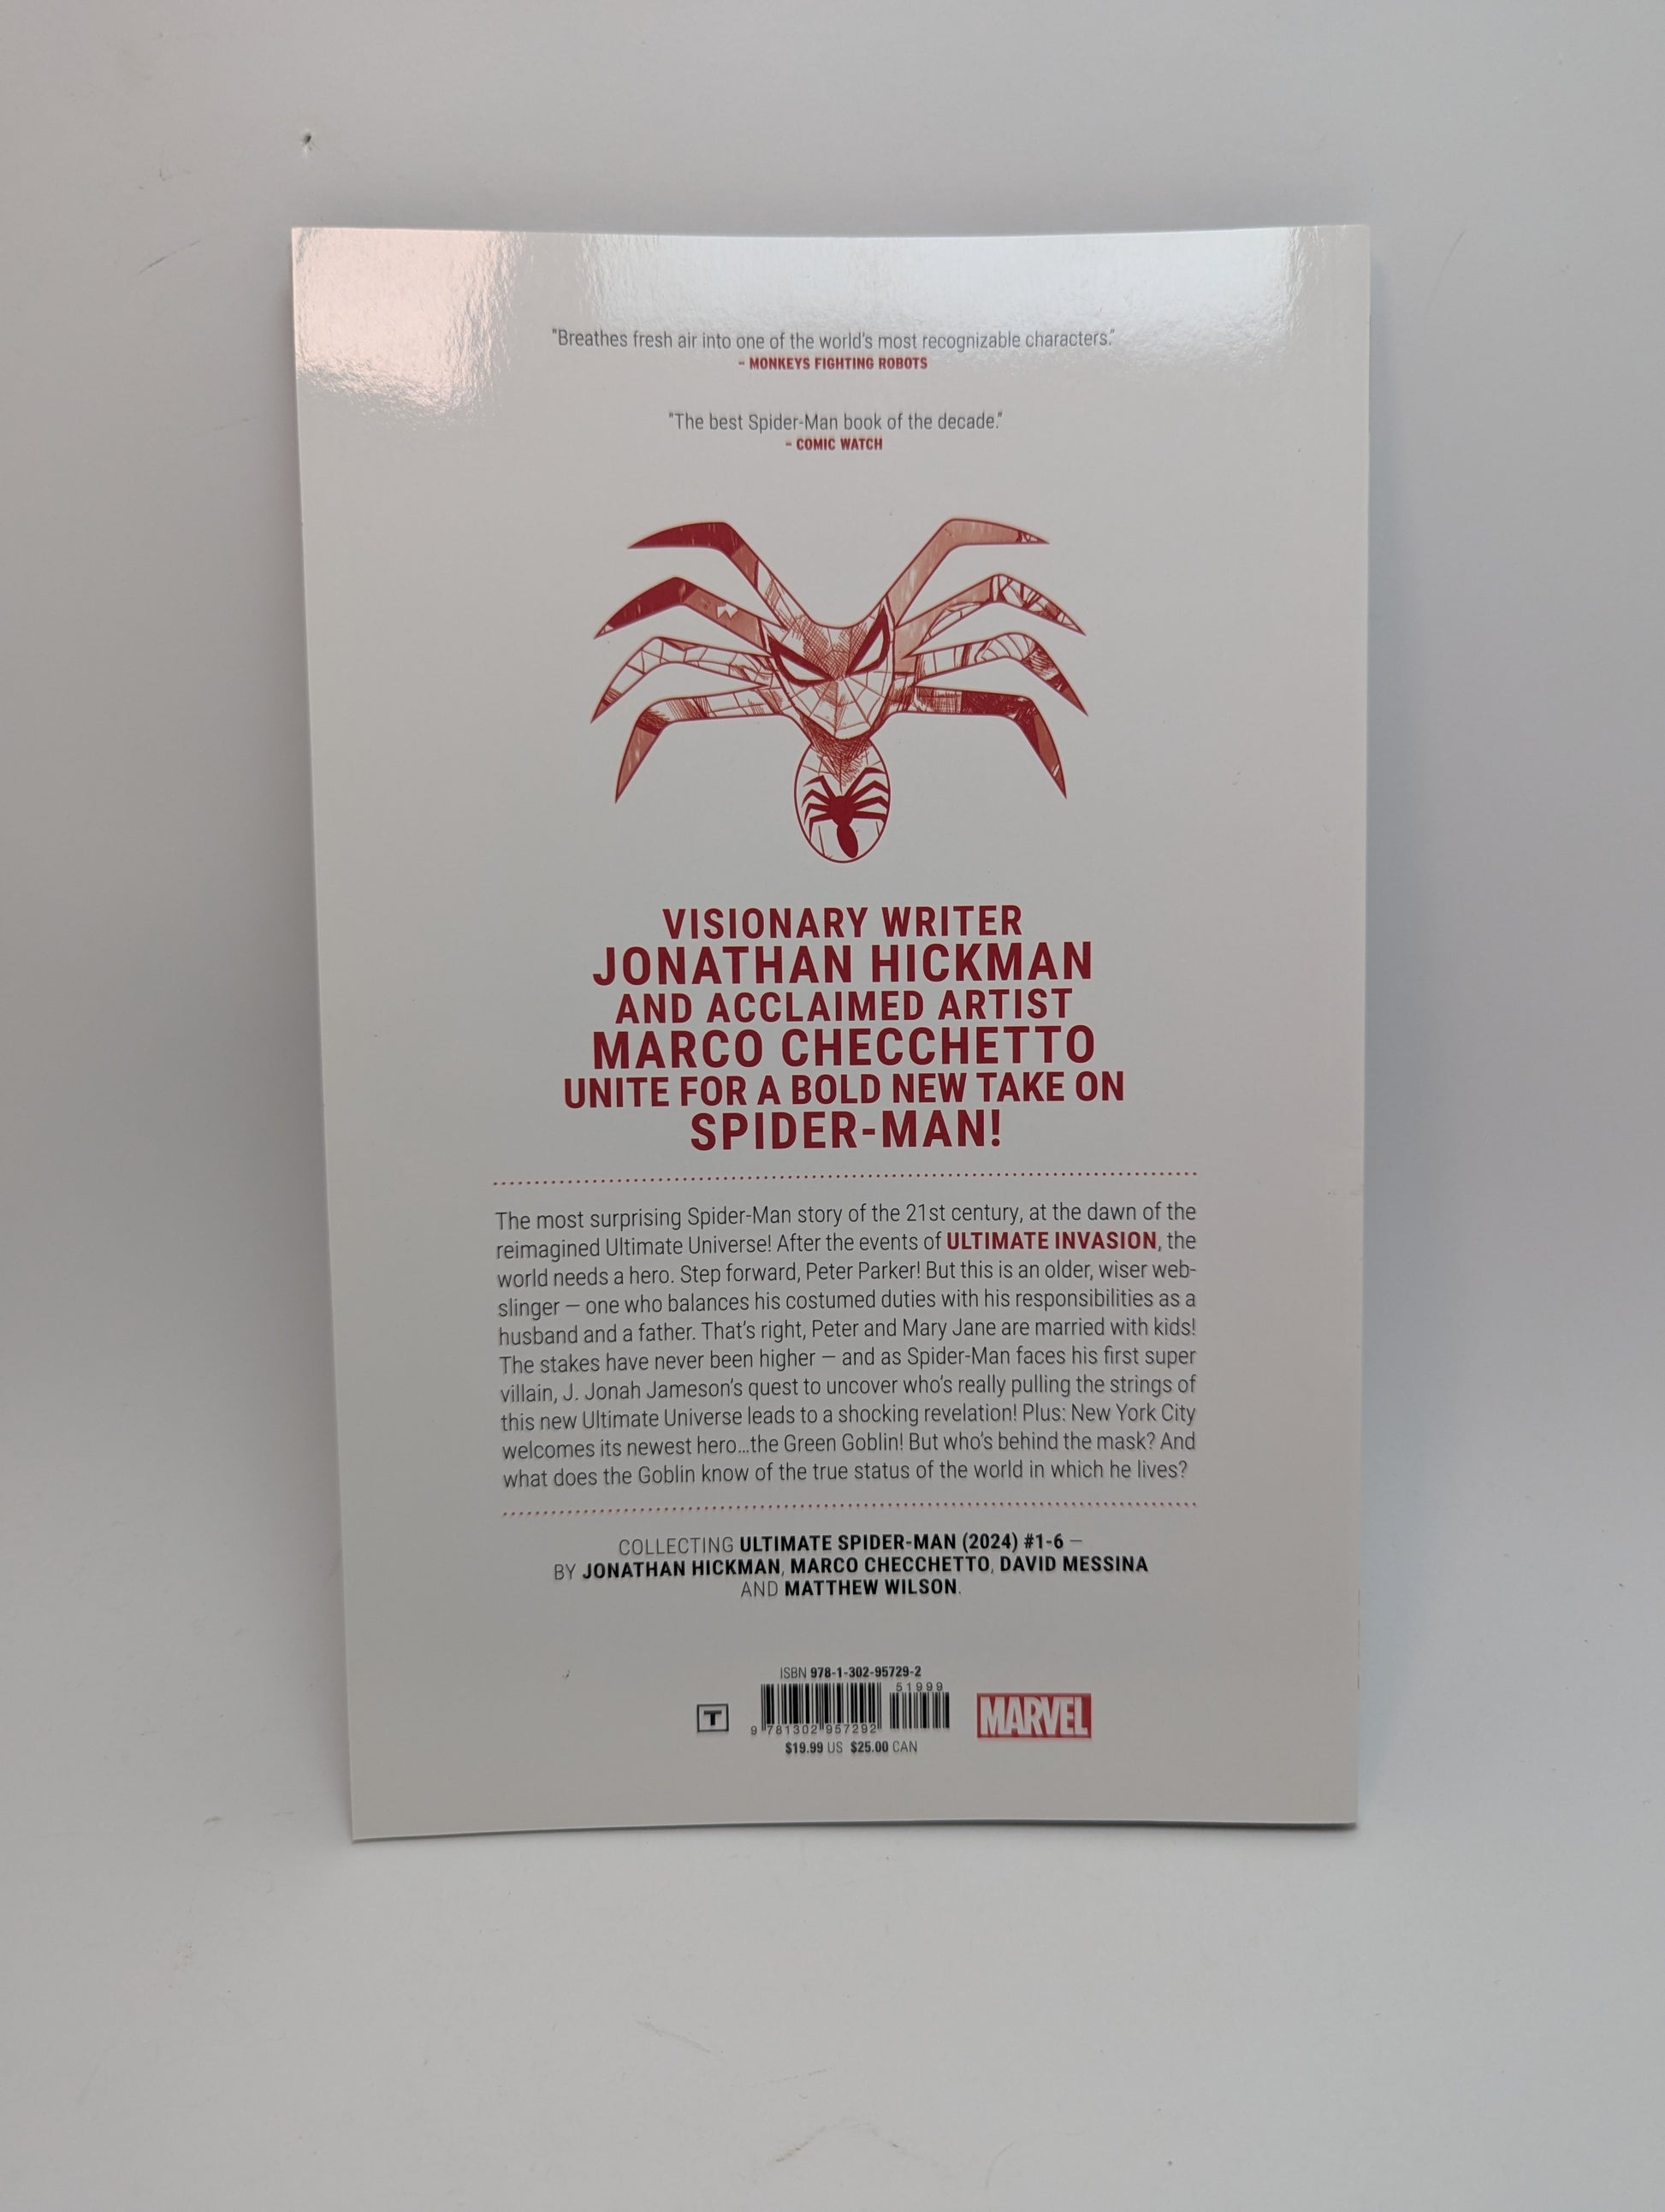 "Breathes fresh air into one of the world's most recognizable characters."
– MONKEYS FIGHTING ROBOTS
"The best Spider-Man book of the decade."
– COMIC WATCH
VISIONARY WRITER
JONATHAN HICKMAN
AND ACCLAIMED ARTIST
MARCO CHECCHETTO
UNITE FOR A BOLD NEW TAKE ON
SPIDER-MAN!
The most surprising Spider-Man story of the 21st century, at the dawn of the
reimagined Ultimate Universe! After the events of ULTIMATE INVASION, the
world needs a hero. Step forward, Peter Parker! But this is an older, wiser web-
slinger — one who balances his costumed duties with his responsibilities as a
husband and a father. That's right, Peter and Mary Jane are married with kids!
The stakes have never been higher — and as Spider-Man faces his first super
villain, J. Jonah Jameson's quest to uncover who's really pulling the strings of
this new Ultimate Universe leads to a shocking revelation! Plus: New York City
welcomes its newest hero...the Green Goblin! But who's behind the mask? And
what does the Goblin know of the true status of the world in which he lives?
COLLECTING ULTIMATE SPIDER-MAN (2024) #1-6 —
BY JONATHAN HICKMAN, MARCO CHECCHETTO, DAVID MESSINA
AND MATTHEW WILSON.
ISBN 978-1-302-95729-2
51999
T
9 781302 957292
MARVEL
$19.99 US $25.00 CAN